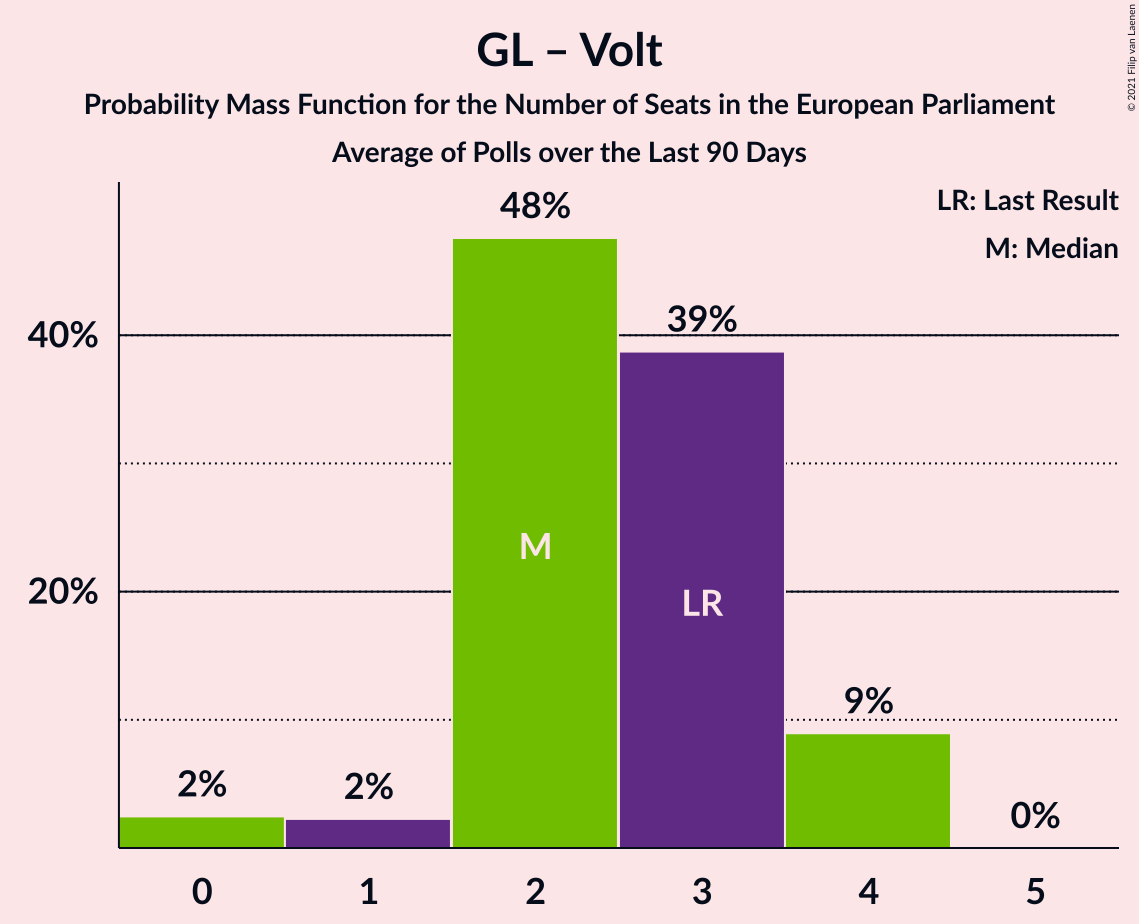 GL – Volt
Probability Mass Function for the Number of Seats in the European Parliament
Average of Polls over the Last 90 Days
© 2021 Filip van Laenen
LR: Last Result
M: Median
48%
39%
40%
M
20%
LR
9%
2%
2%
0%
0 1 2 3 4 5